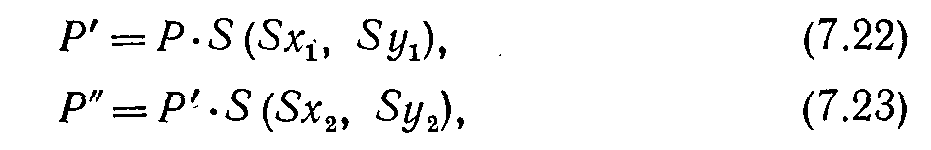 P′ = P·S (Sx₁, Sy₁), (7.22)
P″ = P′·S (Sx₂, Sy₂), (7.23)